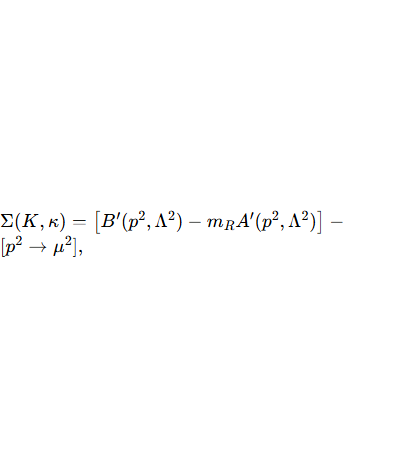 Σ(K, κ) = [B′(p², Λ²) − m_R A′(p², Λ²)] −
[p² → μ²],